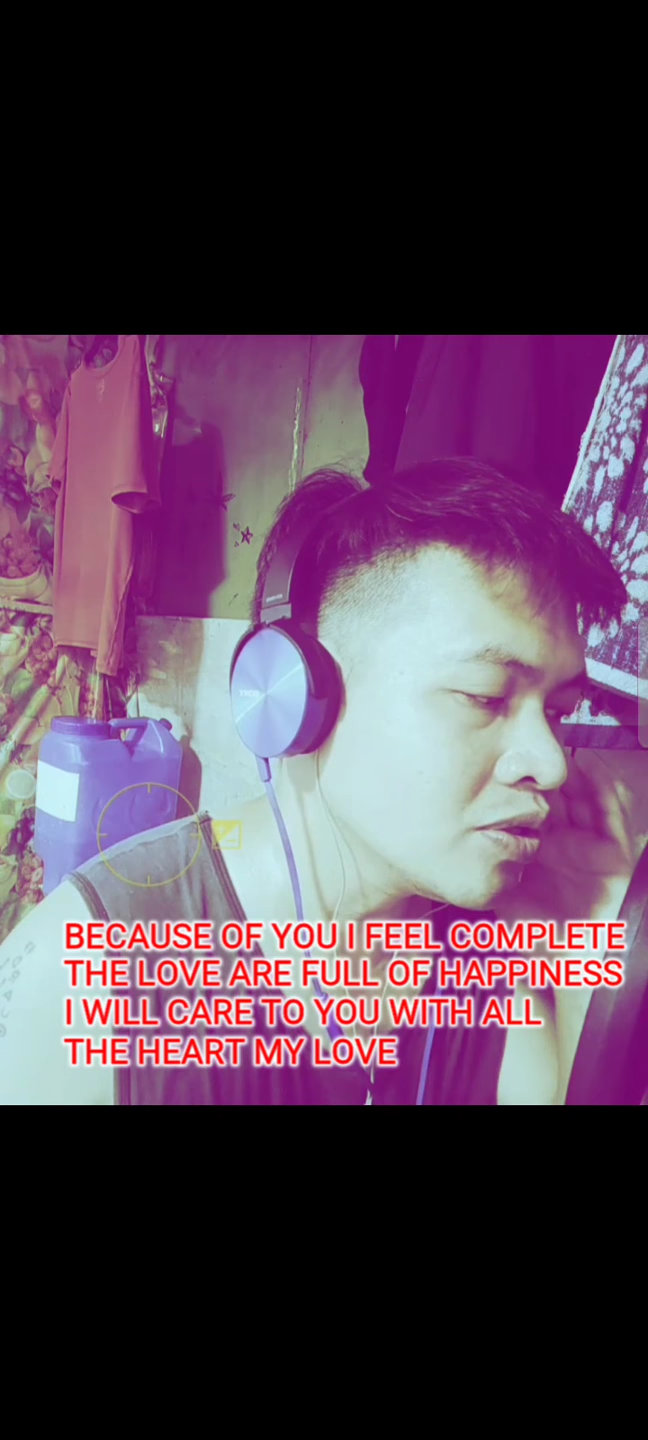 BECAUSE OF YOU I FEEL COMPLETE
THE LOVE ARE FULL OF HAPPINESS
I WILL CARE TO YOU WITH ALL
THE HEART MY LOVE